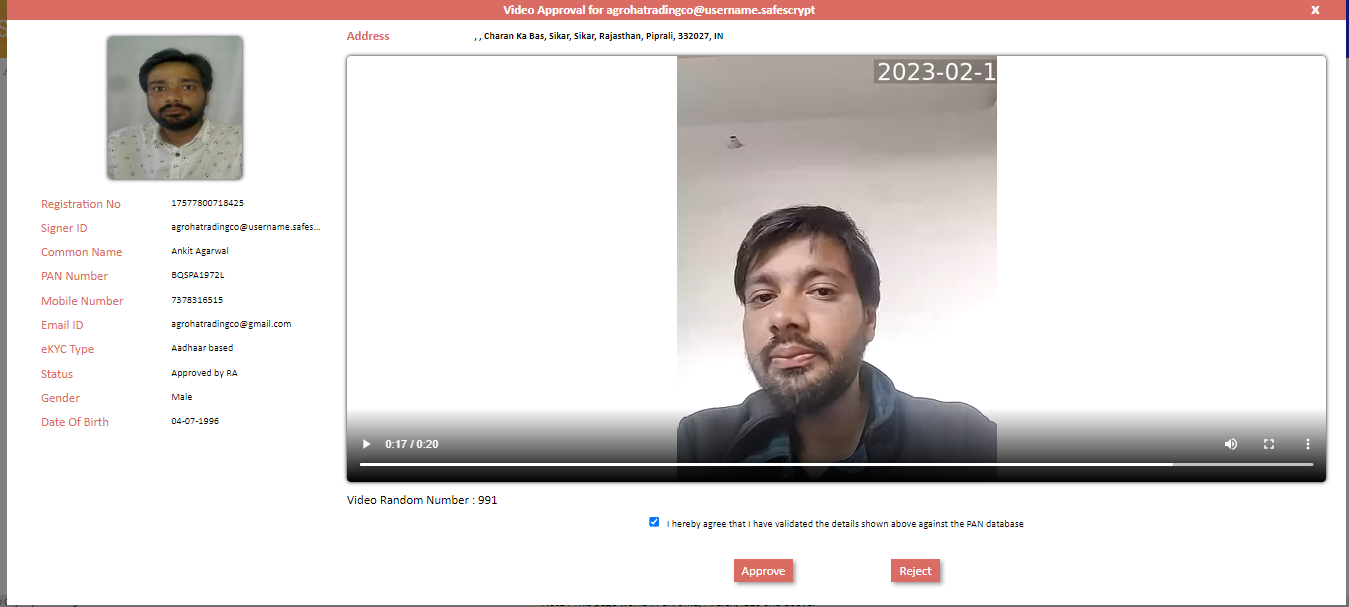 Video Approval for agrohatradingco@username.safescrypt
X
Address , , Charan Ka Bas, Sikar, Sikar, Rajasthan, Piprali, 332027, IN
2023-02-1
Registration No 17577800718425
Signer ID agrohatradingco@username.safes...
Common Name Ankit Agarwal
PAN Number BQSPA1972L
Mobile Number 7378316515
Email ID agrohatradingco@gmail.com
eKYC Type Aadhaar based
Status Approved by RA
Gender Male
Date Of Birth 04-07-1996
0:17 / 0:20
Video Random Number : 991
I hereby agree that I have validated the details shown above against the PAN database
Approve
Reject